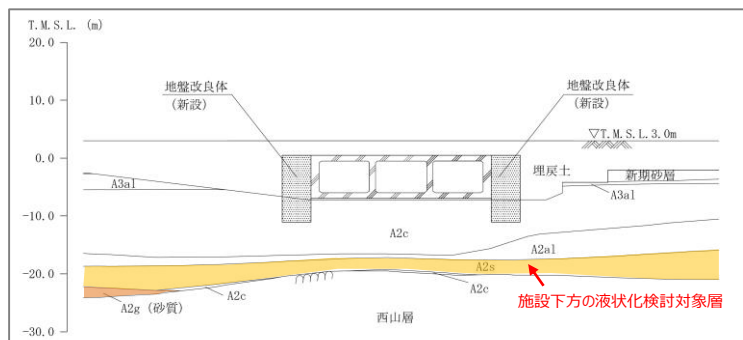 T.M.S.L. (m)
20.0
10.0
0.0
-10.0
-20.0
-30.0
地盤改良体
(新設)
地盤改良体
(新設)
▽T.M.S.L.3.0m
埋戻土
新期砂層
A3al
A3al
A2c
A2al
A2s
A2c
A2c
A2g (砂質)
施設下方の液状化検討対象層
西山層